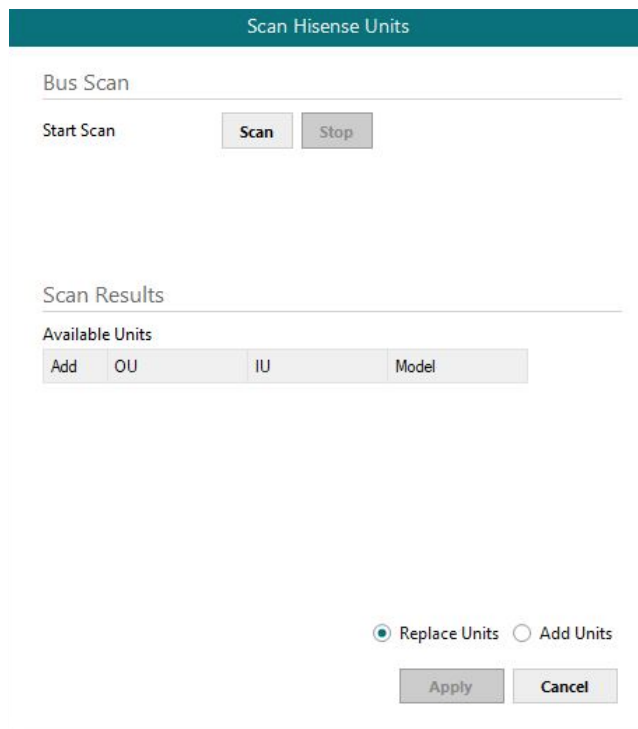 Scan Hisense Units
Bus Scan
Start Scan Scan Stop
Scan Results
Available Units
Add OU IU Model
Replace Units Add Units
Apply Cancel